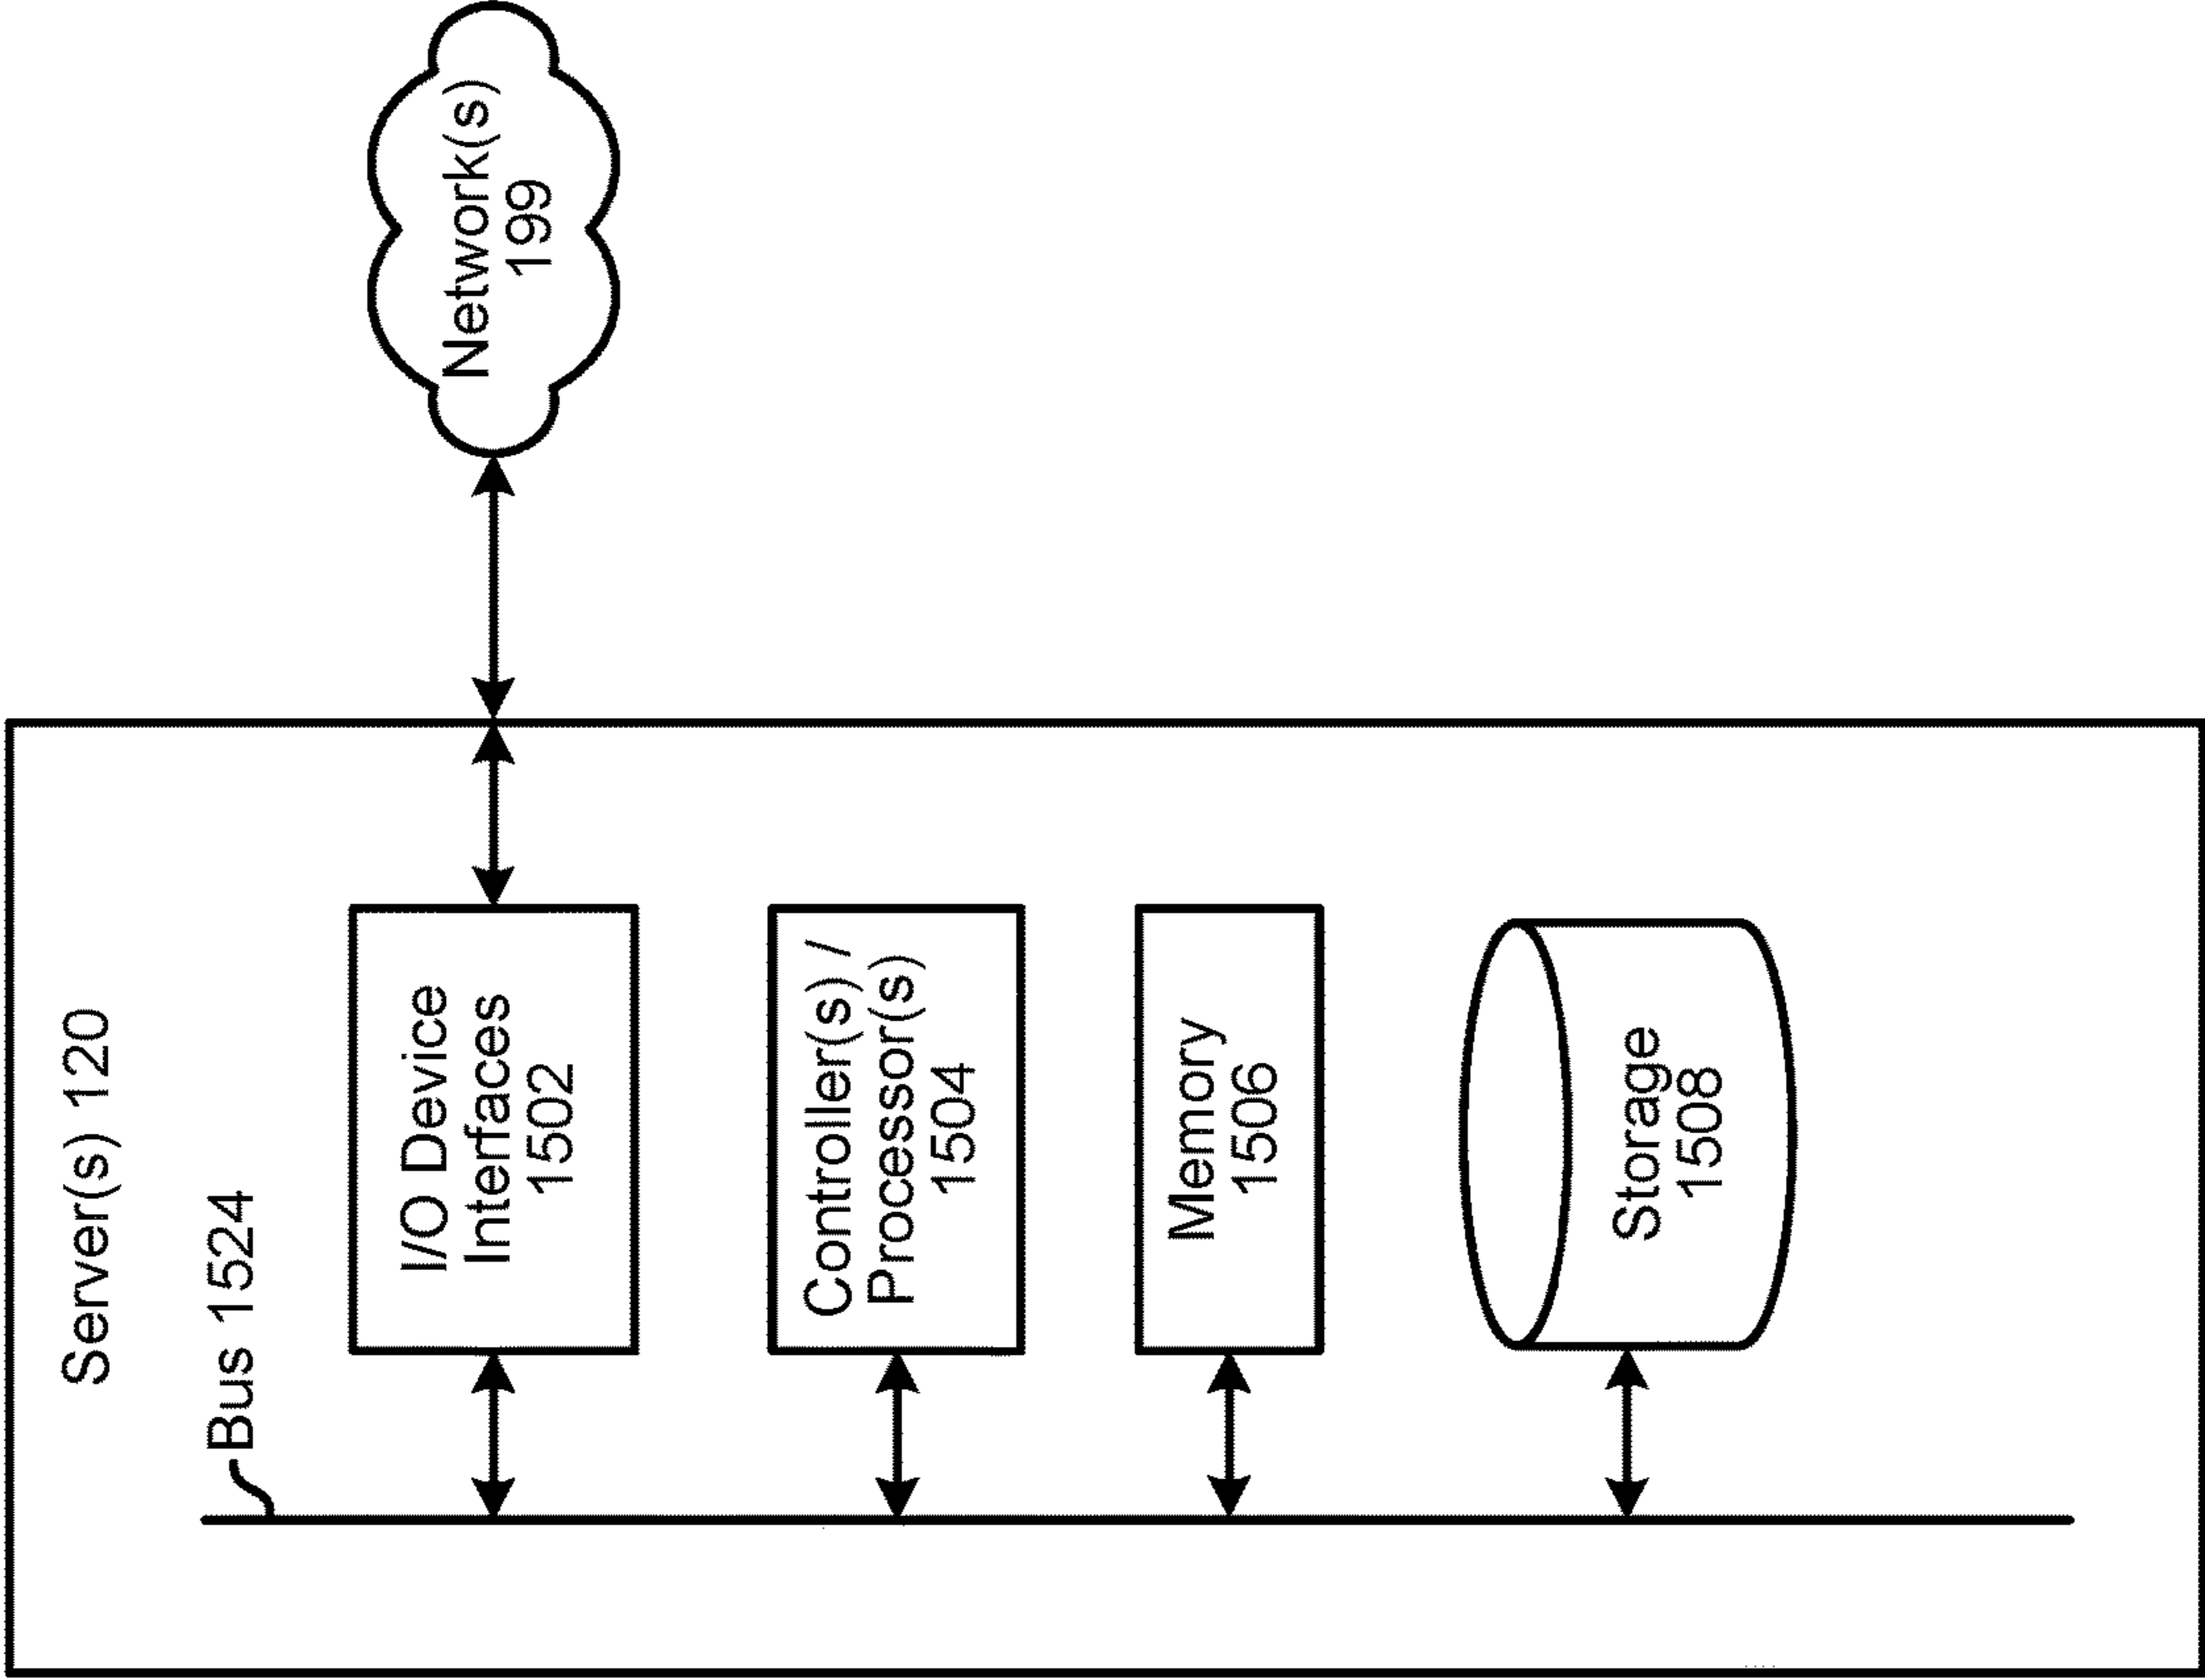 Server(s) 120
Bus 1524
I/O Device
Interfaces
1502
Network(s)
199
Controller(s) /
Processor(s)
1504
Memory
1506
Storage
1508